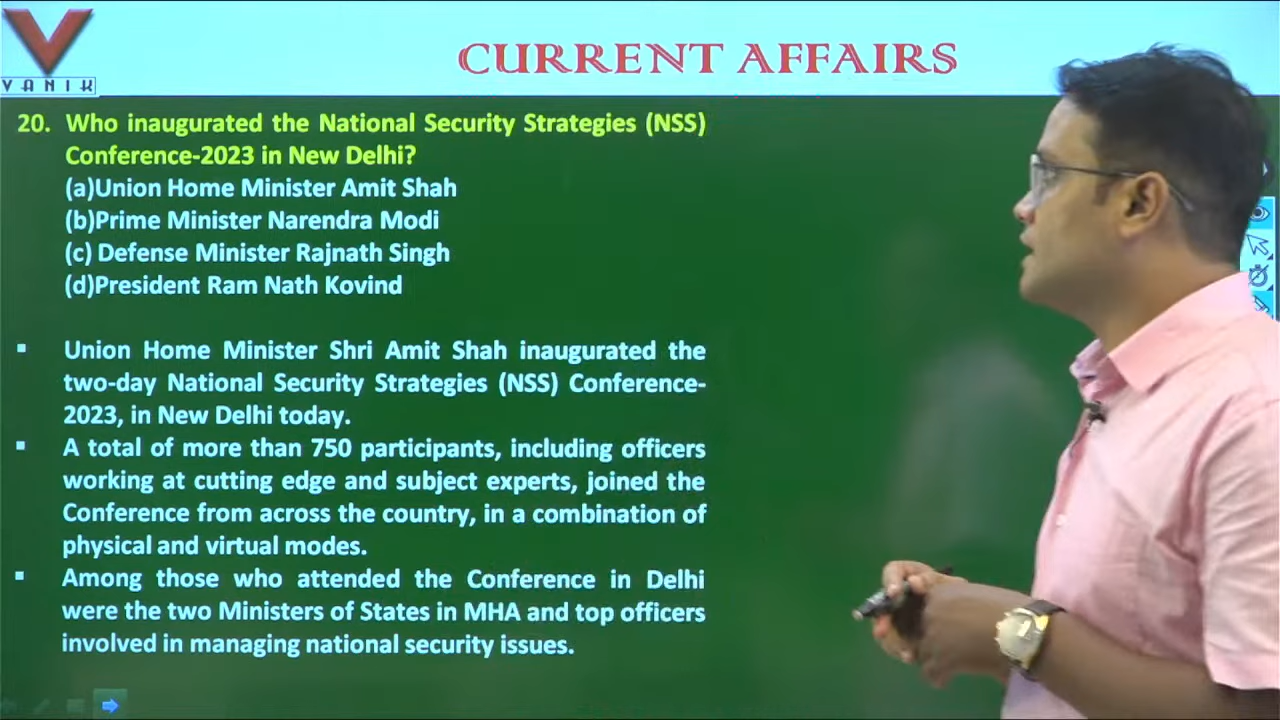 VANIK
CURRENT AFFAIRS
20. Who inaugurated the National Security Strategies (NSS)
Conference-2023 in New Delhi?
(a)Union Home Minister Amit Shah
(b)Prime Minister Narendra Modi
(c) Defense Minister Rajnath Singh
(d)President Ram Nath Kovind
▪ Union Home Minister Shri Amit Shah inaugurated the
two-day National Security Strategies (NSS) Conference-
2023, in New Delhi today.
▪ A total of more than 750 participants, including officers
working at cutting edge and subject experts, joined the
Conference from across the country, in a combination of
physical and virtual modes.
▪ Among those who attended the Conference in Delhi
were the two Ministers of States in MHA and top officers
involved in managing national security issues.